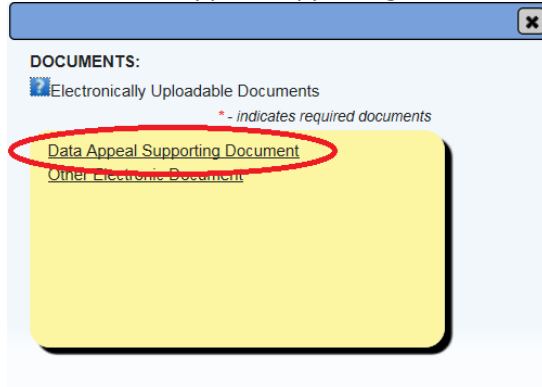 DOCUMENTS:
Electronically Uploadable Documents
* - indicates required documents
Data Appeal Supporting Document
Other Electronic Document